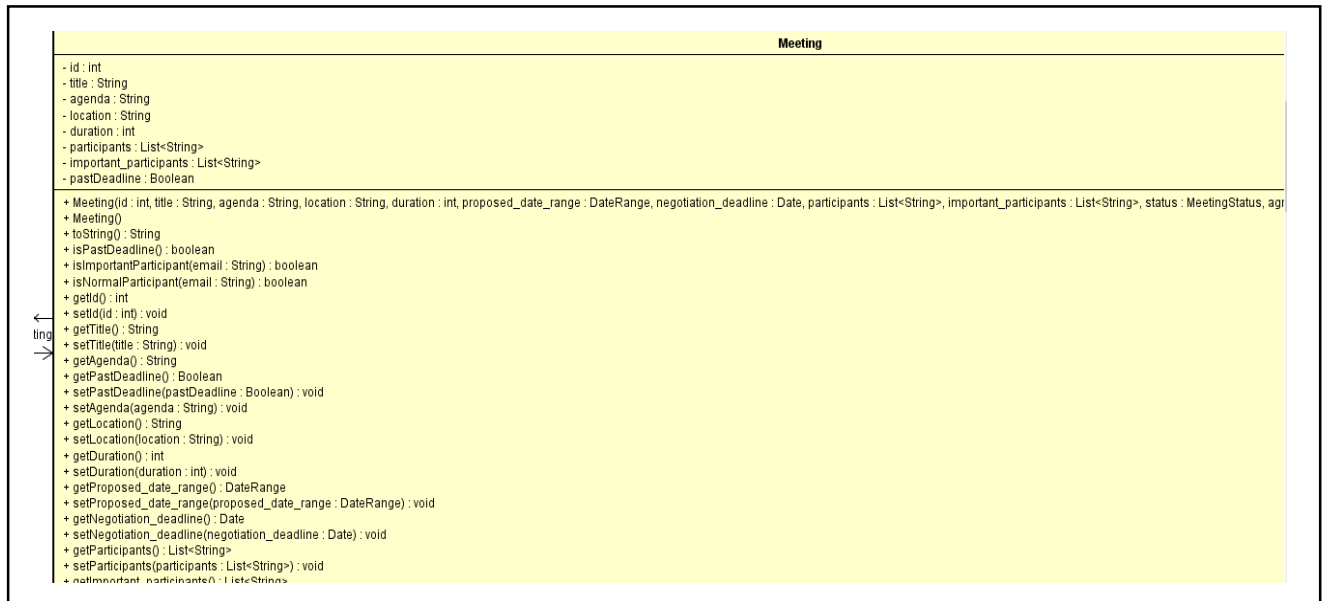 Meeting
- id : int
- title : String
- agenda : String
- location : String
- duration : int
- participants : List<String>
- important_participants : List<String>
- pastDeadline : Boolean
+ Meeting(id : int, title : String, agenda : String, location : String, duration : int, proposed_date_range : DateRange, negotiation_deadline : Date, participants : List<String>, important_participants : List<String>, status : MeetingStatus, agr
+ Meeting()
+ toString() : String
+ isPastDeadline() : boolean
+ isImportantParticipant(email : String) : boolean
+ isNormalParticipant(email : String) : boolean
+ getId() : int
+ setId(id : int) : void
ting
+ getTitle() : String
+ setTitle(title : String) : void
+ getAgenda() : String
+ getPastDeadline() : Boolean
+ setPastDeadline(pastDeadline : Boolean) : void
+ setAgenda(agenda : String) : void
+ getLocation() : String
+ setLocation(location : String) : void
+ getDuration() : int
+ setDuration(duration : int) : void
+ getProposed_date_range() : DateRange
+ setProposed_date_range(proposed_date_range : DateRange) : void
+ getNegotiation_deadline() : Date
+ setNegotiation_deadline(negotiation_deadline : Date) : void
+ getParticipants() : List<String>
+ setParticipants(participants : List<String>) : void
+ getImportant_participants() : List<String>